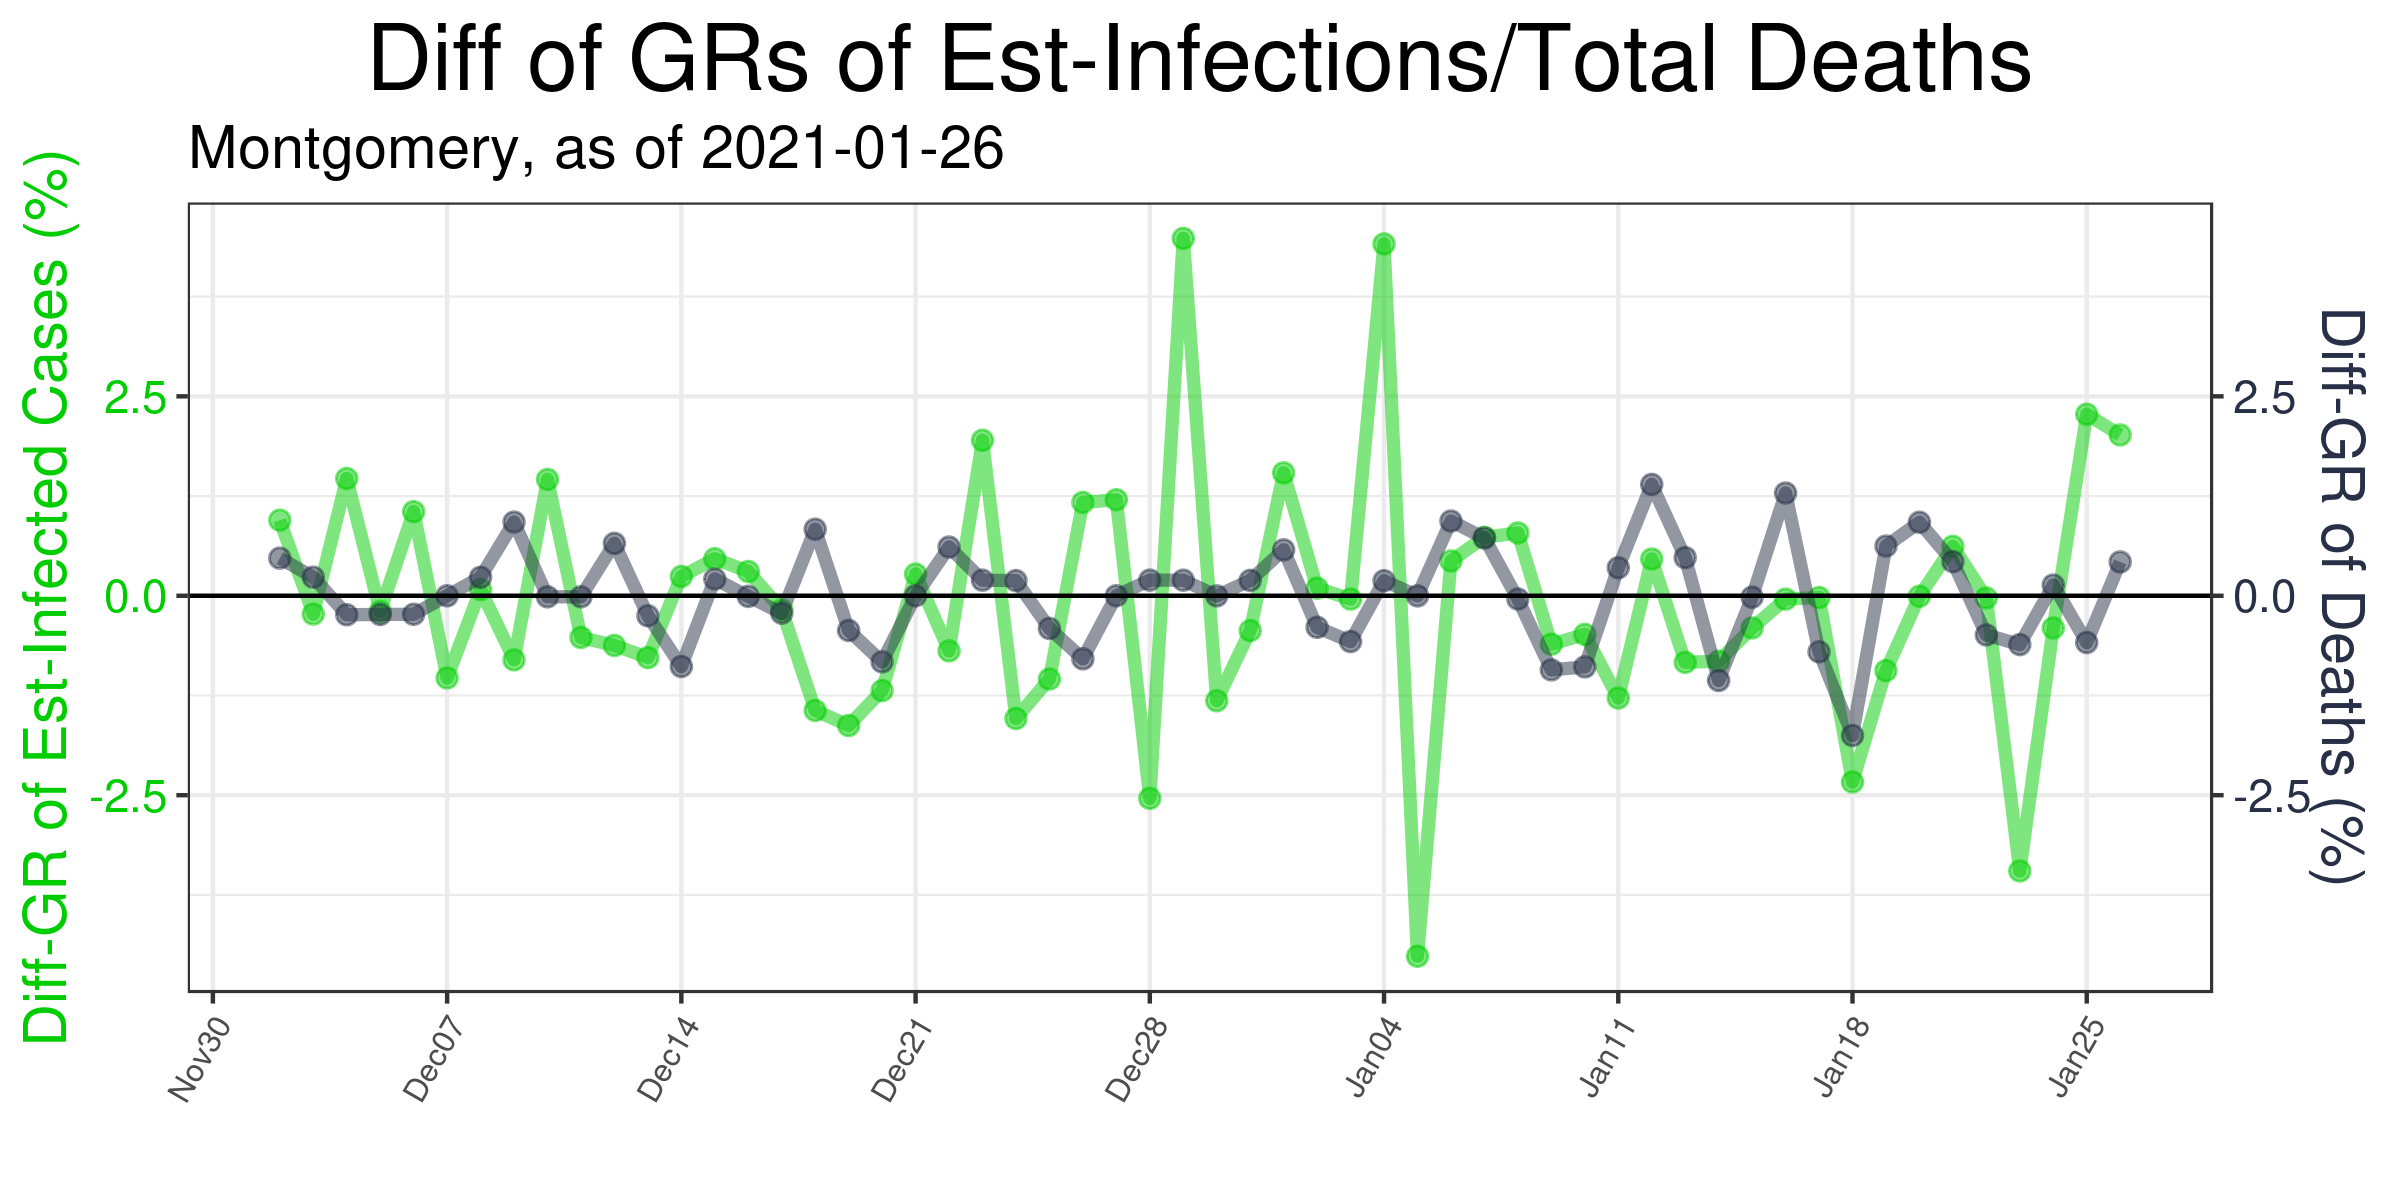 Diff of GRs of Est-Infections/Total Deaths
Montgomery, as of 2021-01-26
Diff-GR of Est-Infected Cases (%)
2.5
0.0
-2.5
2.5
0.0
-2.5
Diff-GR of Deaths (%)
Nov30
Dec07
Dec14
Dec21
Dec28
Jan04
Jan11
Jan18
Jan25